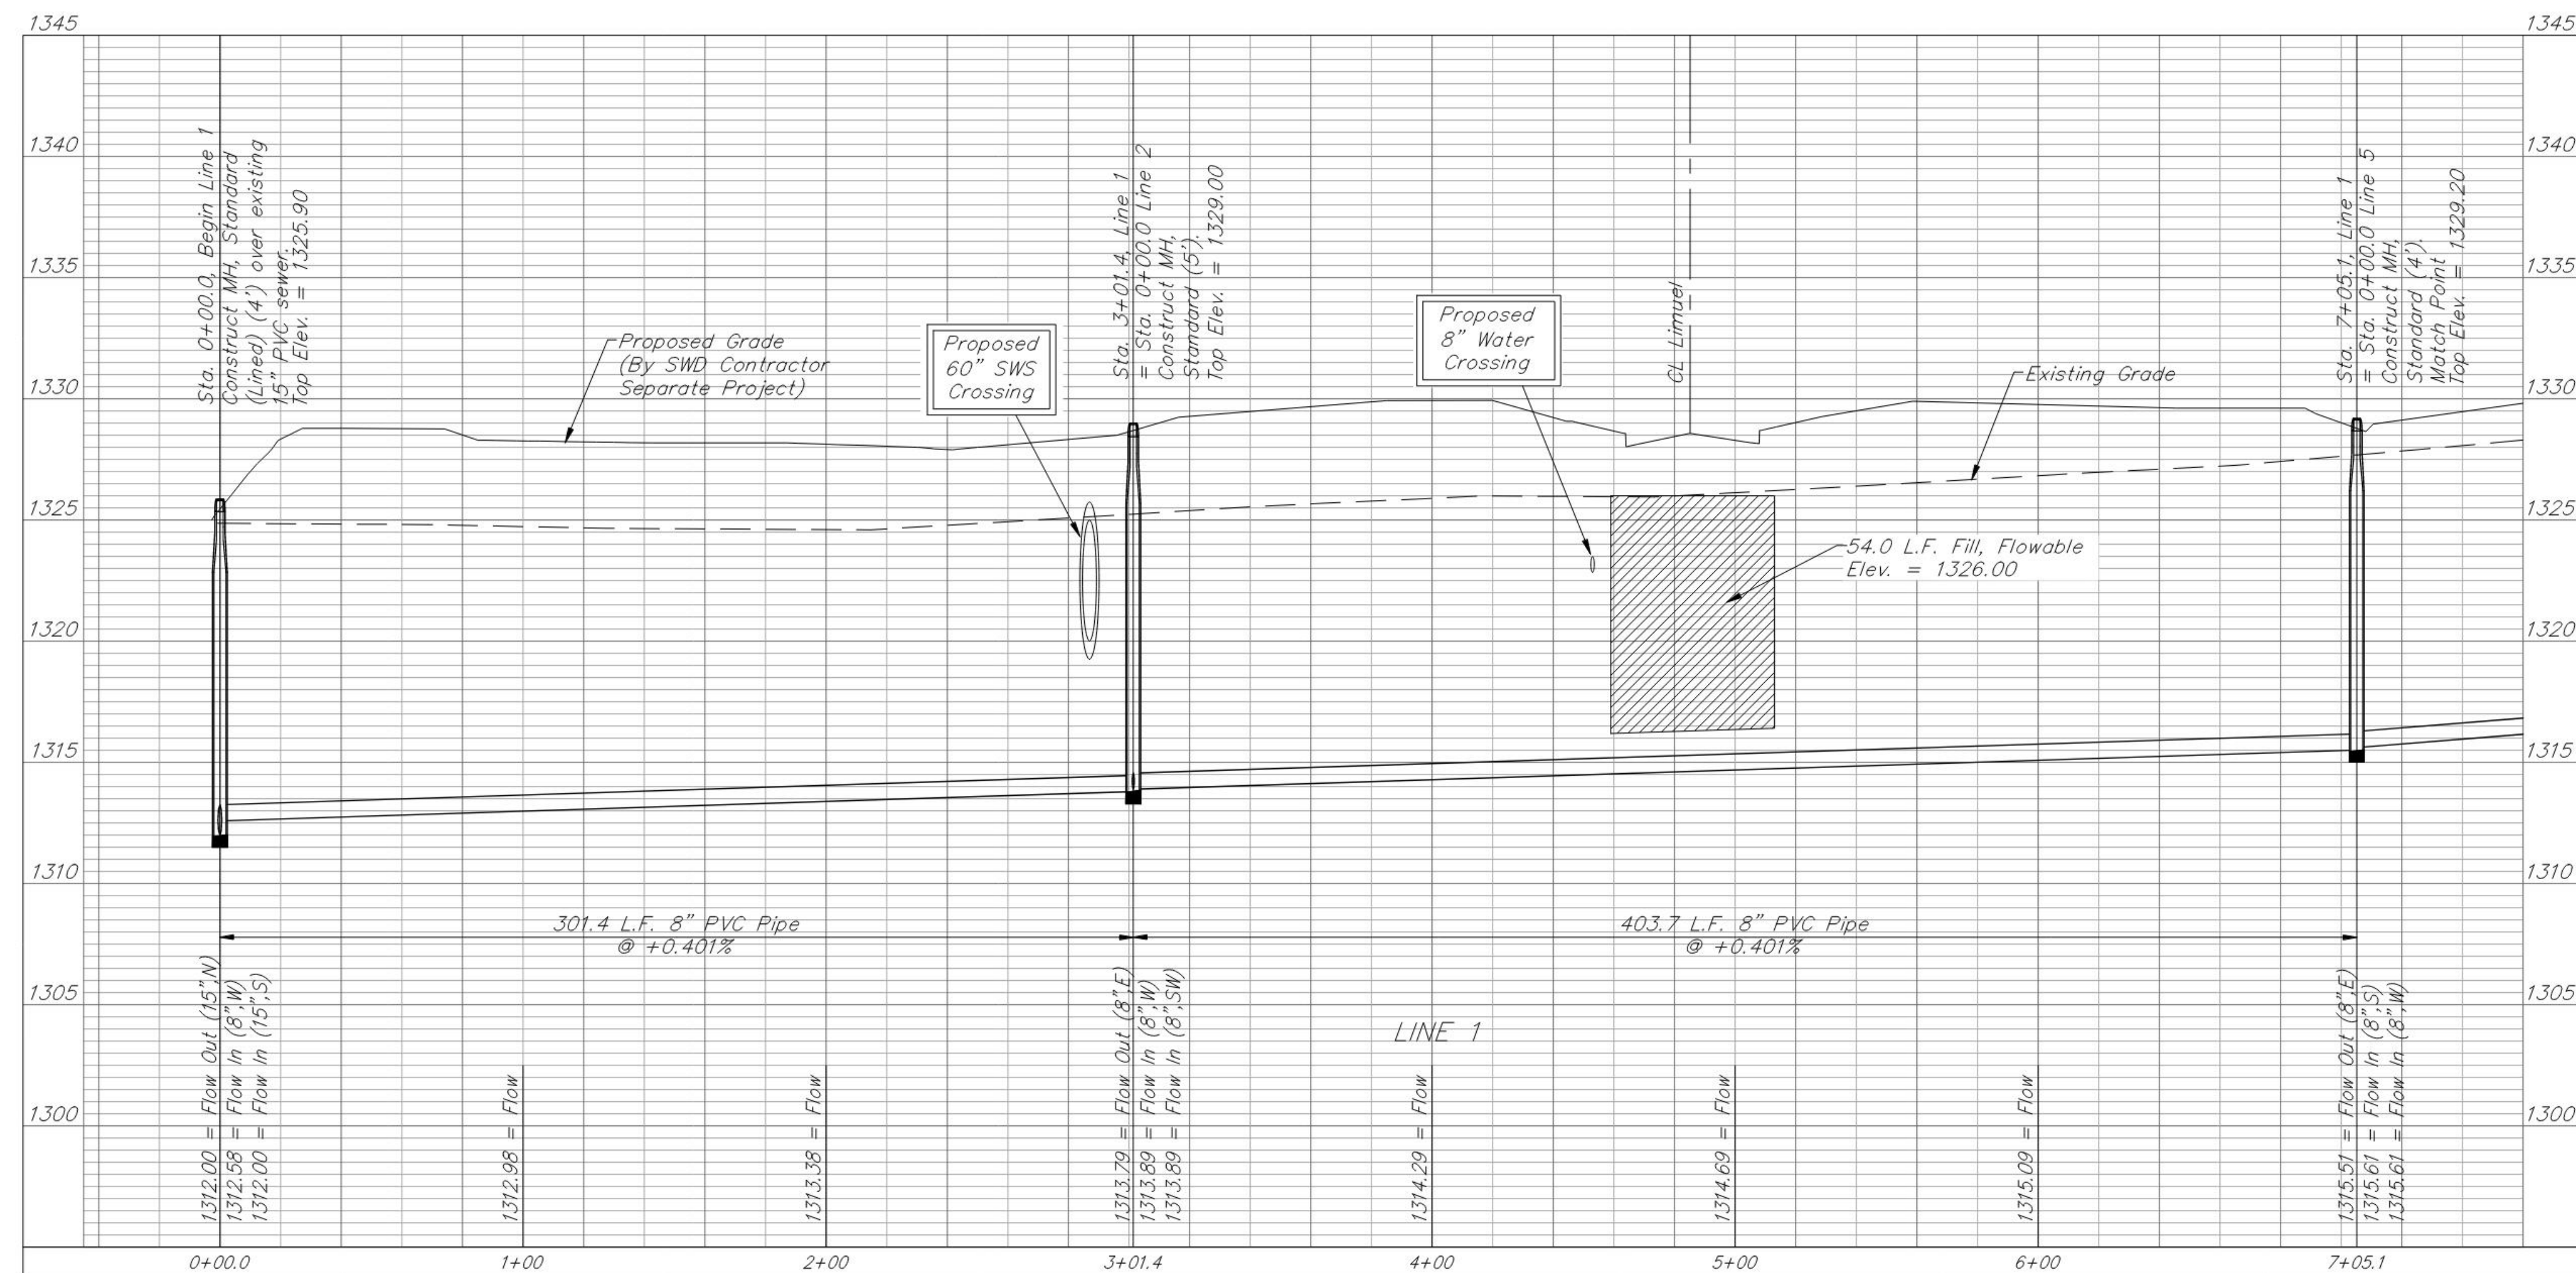 1345
1345
1340
1340
1335
1335
1330
1330
1325
1325
1320
1320
1315
1315
1310
1310
1305
1305
1300
1300
Sta. 0+00.0, Begin Line 1
Construct MH, Standard
(Lined) (4') over existing
15" PVC sewer.
Top Elev. = 1325.90
Proposed Grade
(By SWD Contractor
Separate Project)
Proposed
60" SWS
Crossing
Sta. 3+01.4, Line 1
= Sta. 0+00.0 Line 2
Construct MH,
Standard (5').
Top Elev. = 1329.00
Proposed
8" Water
Crossing
CL Limuel
Existing Grade
Sta. 7+05.1, Line 1
= Sta. 0+00.0 Line 5
Construct MH,
Standard (4').
Match Point
Top Elev. = 1329.20
54.0 L.F. Fill, Flowable
Elev. = 1326.00
301.4 L.F. 8" PVC Pipe
@ +0.401%
403.7 L.F. 8" PVC Pipe
@ +0.401%
LINE 1
1312.00 = Flow Out (15",N)
1312.58 = Flow In (8",W)
1312.00 = Flow In (15",S)
1312.98 = Flow
1313.38 = Flow
1313.79 = Flow Out (8",E)
1313.89 = Flow In (8",W)
1313.89 = Flow In (8",SW)
1314.29 = Flow
1314.69 = Flow
1315.09 = Flow
1315.51 = Flow Out (8",E)
1315.61 = Flow In (8",S)
1315.61 = Flow In (8",W)
0+00.0
1+00
2+00
3+01.4
4+00
5+00
6+00
7+05.1